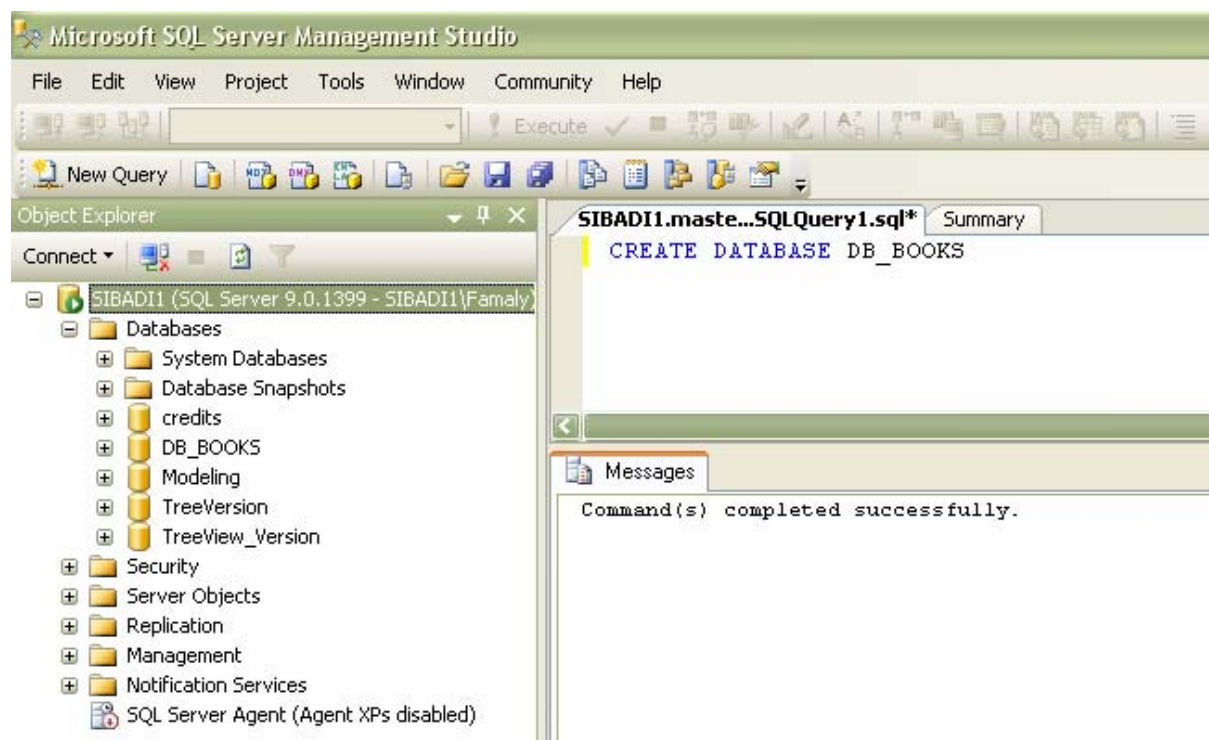 Microsoft SQL Server Management Studio
File Edit View Project Tools Window Community Help
Execute
New Query
Object Explorer
SIBADI1.maste...SQLQuery1.sql* Summary
Connect
CREATE DATABASE DB_BOOKS
SIBADI1 (SQL Server 9.0.1399 - SIBADI1\Famaly)
Databases
System Databases
Database Snapshots
credits
DB_BOOKS
Modeling
TreeVersion
TreeView_Version
Security
Server Objects
Replication
Management
Notification Services
SQL Server Agent (Agent XPs disabled)
Messages
Command(s) completed successfully.